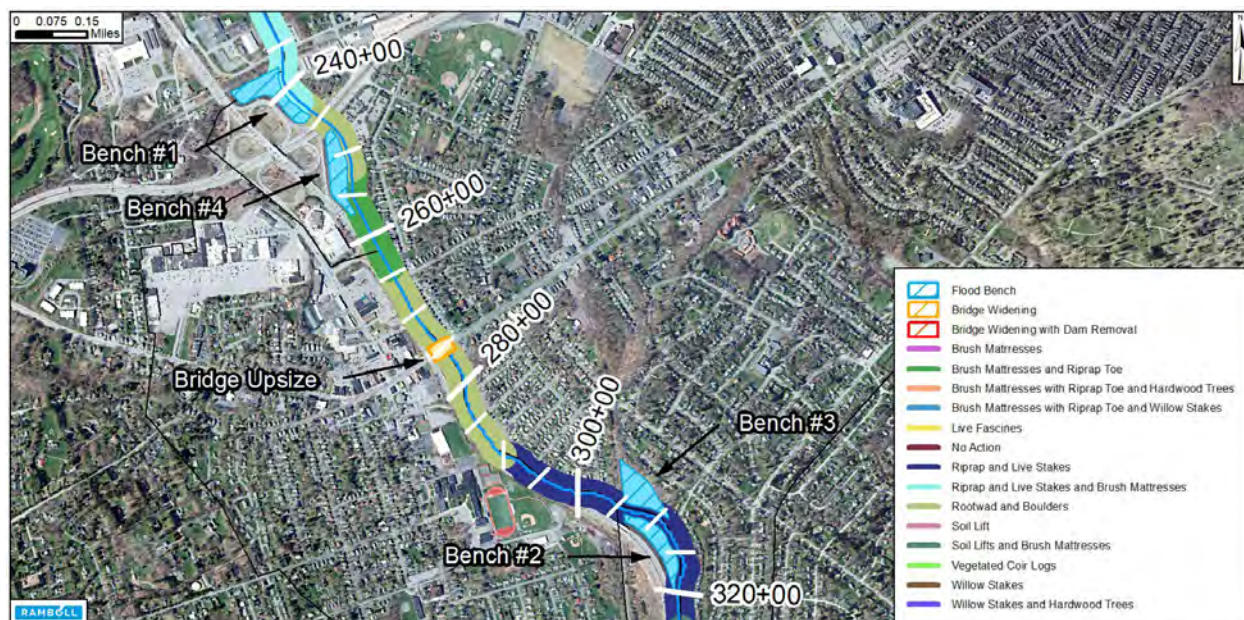 0 0.075 0.15
Miles
240+00
Bench #1
Bench #4
260+00
Bridge Upsize
280+00
300+00
Bench #3
Bench #2
320+00
Flood Bench
Bridge Widening
Bridge Widening with Dam Removal
Brush Matrresses
Brush Mattresses and Riprap Toe
Brush Mattresses with Riprap Toe and Hardwood Trees
Brush Mattresses with Riprap Toe and Willow Stakes
Live Fascines
No Action
Riprap and Live Stakes
Riprap and Live Stakes and Brush Mattresses
Rootwad and Boulders
Soil Lift
Soil Lifts and Brush Mattresses
Vegetated Coir Logs
Willow Stakes
Willow Stakes and Hardwood Trees
RAMBOLL